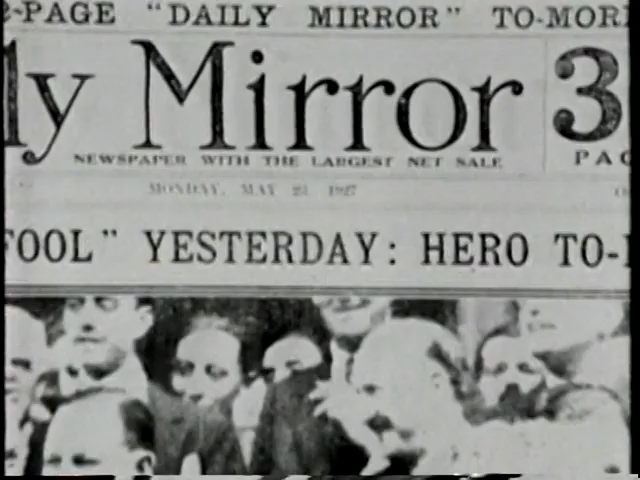 -PAGE "DAILY MIRROR" TO-MOR
ly Mirror 3
NEWSPAPER WITH THE LARGEST NET SALE
PAG
MONDAY, MAY 23 1927
FOOL" YESTERDAY: HERO TO-